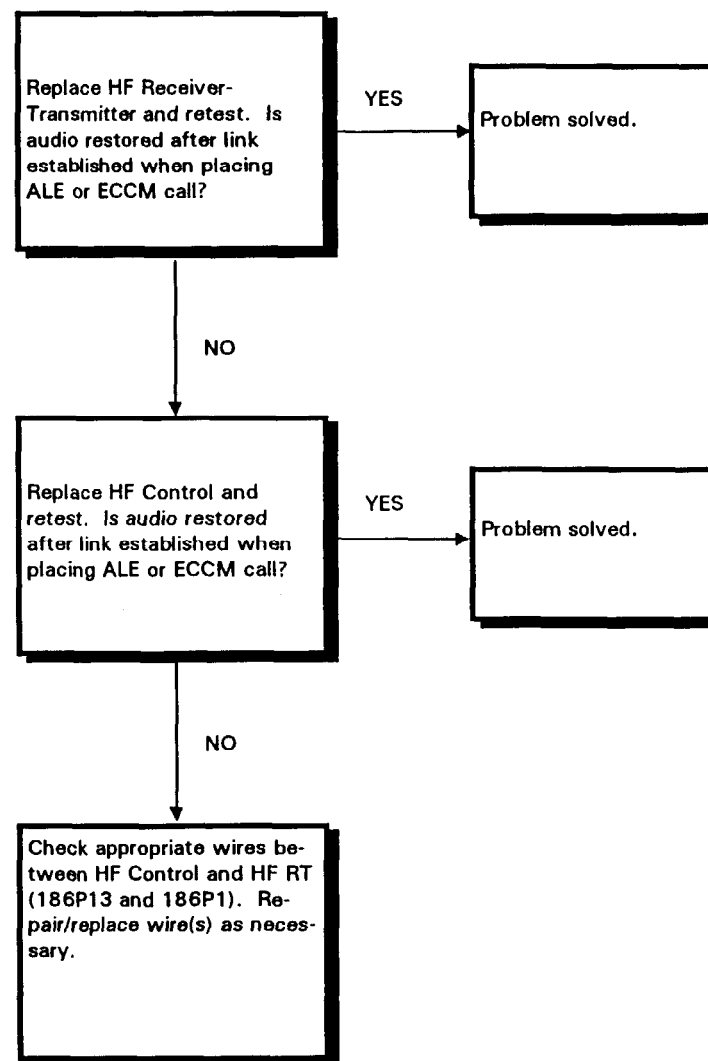 Replace HF Receiver-
Transmitter and retest. Is
audio restored after link
established when placing
ALE or ECCM call?
YES
Problem solved.
NO
Replace HF Control and
retest. Is audio restored
after link established when
placing ALE or ECCM call?
YES
Problem solved.
NO
Check appropriate wires be-
tween HF Control and HF RT
(186P13 and 186P1). Re-
pair/replace wire(s) as neces-
sary.